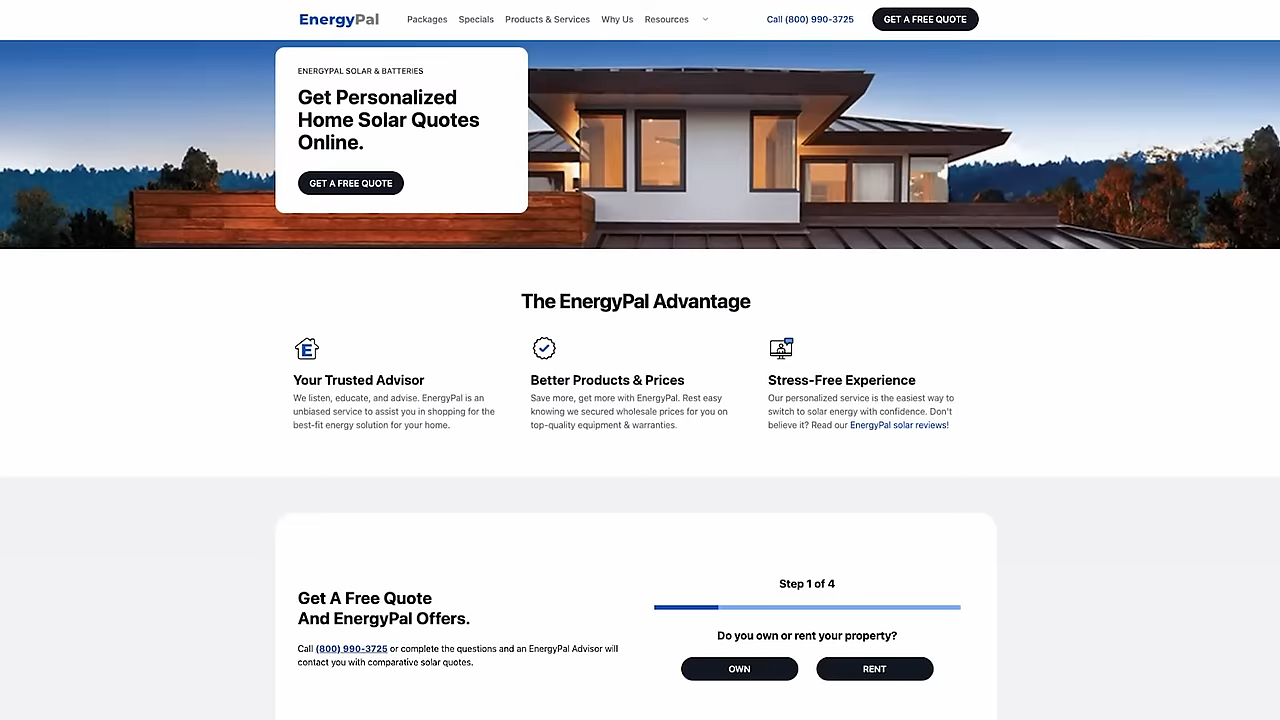 EnergyPal
Packages Specials Products & Services Why Us Resources
Call (800) 990-3725
GET A FREE QUOTE
ENERGYPAL SOLAR & BATTERIES
Get Personalized
Home Solar Quotes
Online.
GET A FREE QUOTE
The EnergyPal Advantage
E
Your Trusted Advisor
We listen, educate, and advise. EnergyPal is an
unbiased service to assist you in shopping for the
best-fit energy solution for your home.
Better Products & Prices
Save more, get more with EnergyPal. Rest easy
knowing we secured wholesale prices for you on
top-quality equipment & warranties.
Stress-Free Experience
Our personalized service is the easiest way to
switch to solar energy with confidence. Don't
believe it? Read our EnergyPal solar reviews!
Get A Free Quote
And EnergyPal Offers.
Call (800) 990-3725 or complete the questions and an EnergyPal Advisor will
contact you with comparative solar quotes.
Step 1 of 4
Do you own or rent your property?
OWN
RENT